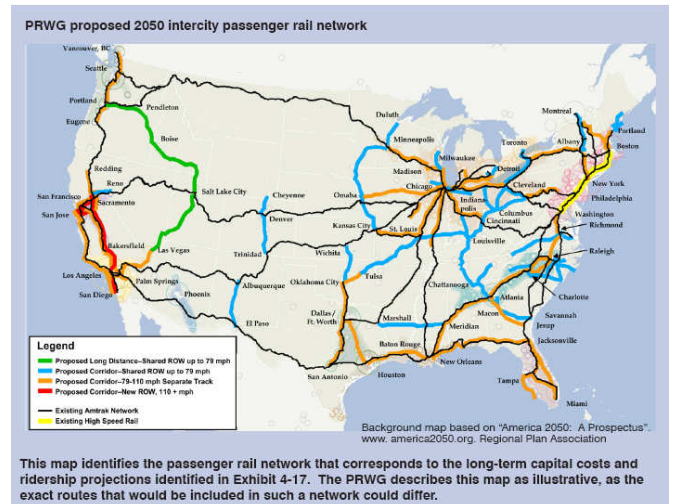 PRWG proposed 2050 intercity passenger rail network
Vancouver, BC
Seattle
Portland
Pendleton
Eugene
Boise
Redding
Reno
San Francisco
Sacramento
San Jose
Salt Lake City
Cheyenne
Denver
Bakersfield
Las Vegas
Trinidad
Los Angeles
Palm Springs
San Diego
Phoenix
Albuquerque
El Paso
Duluth
Minneapolis
Milwaukee
Madison
Chicago
Omaha
Kansas City
St. Louis
Wichita
Oklahoma City
Tulsa
Dallas /
Ft. Worth
Marshall
San Antonio
Houston
Baton Rouge
New Orleans
Meridian
Montreal
Toronto
Albany
Portland
Boston
Detroit
Cleveland
New York
Philadelphia
Indiana-
polis
Columbus
Cincinnati
Washington
Richmond
Louisville
Raleigh
Chattanooga
Atlanta
Charlotte
Macon
Savannah
Jesup
Jacksonville
Tampa
Miami
Legend
Proposed Long Distance–Shared ROW up to 79 mph
Proposed Corridor–Shared ROW up to 79 mph
Proposed Corridor–79-110 mph Separate Track
Proposed Corridor–New ROW, 110 + mph
Existing Amtrak Network
Existing High Speed Rail
Background map based on "America 2050: A Prospectus".
www. america2050.org. Regional Plan Association
This map identifies the passenger rail network that corresponds to the long-term capital costs and
ridership projections identified in Exhibit 4-17. The PRWG describes this map as illustrative, as the
exact routes that would be included in such a network could differ.